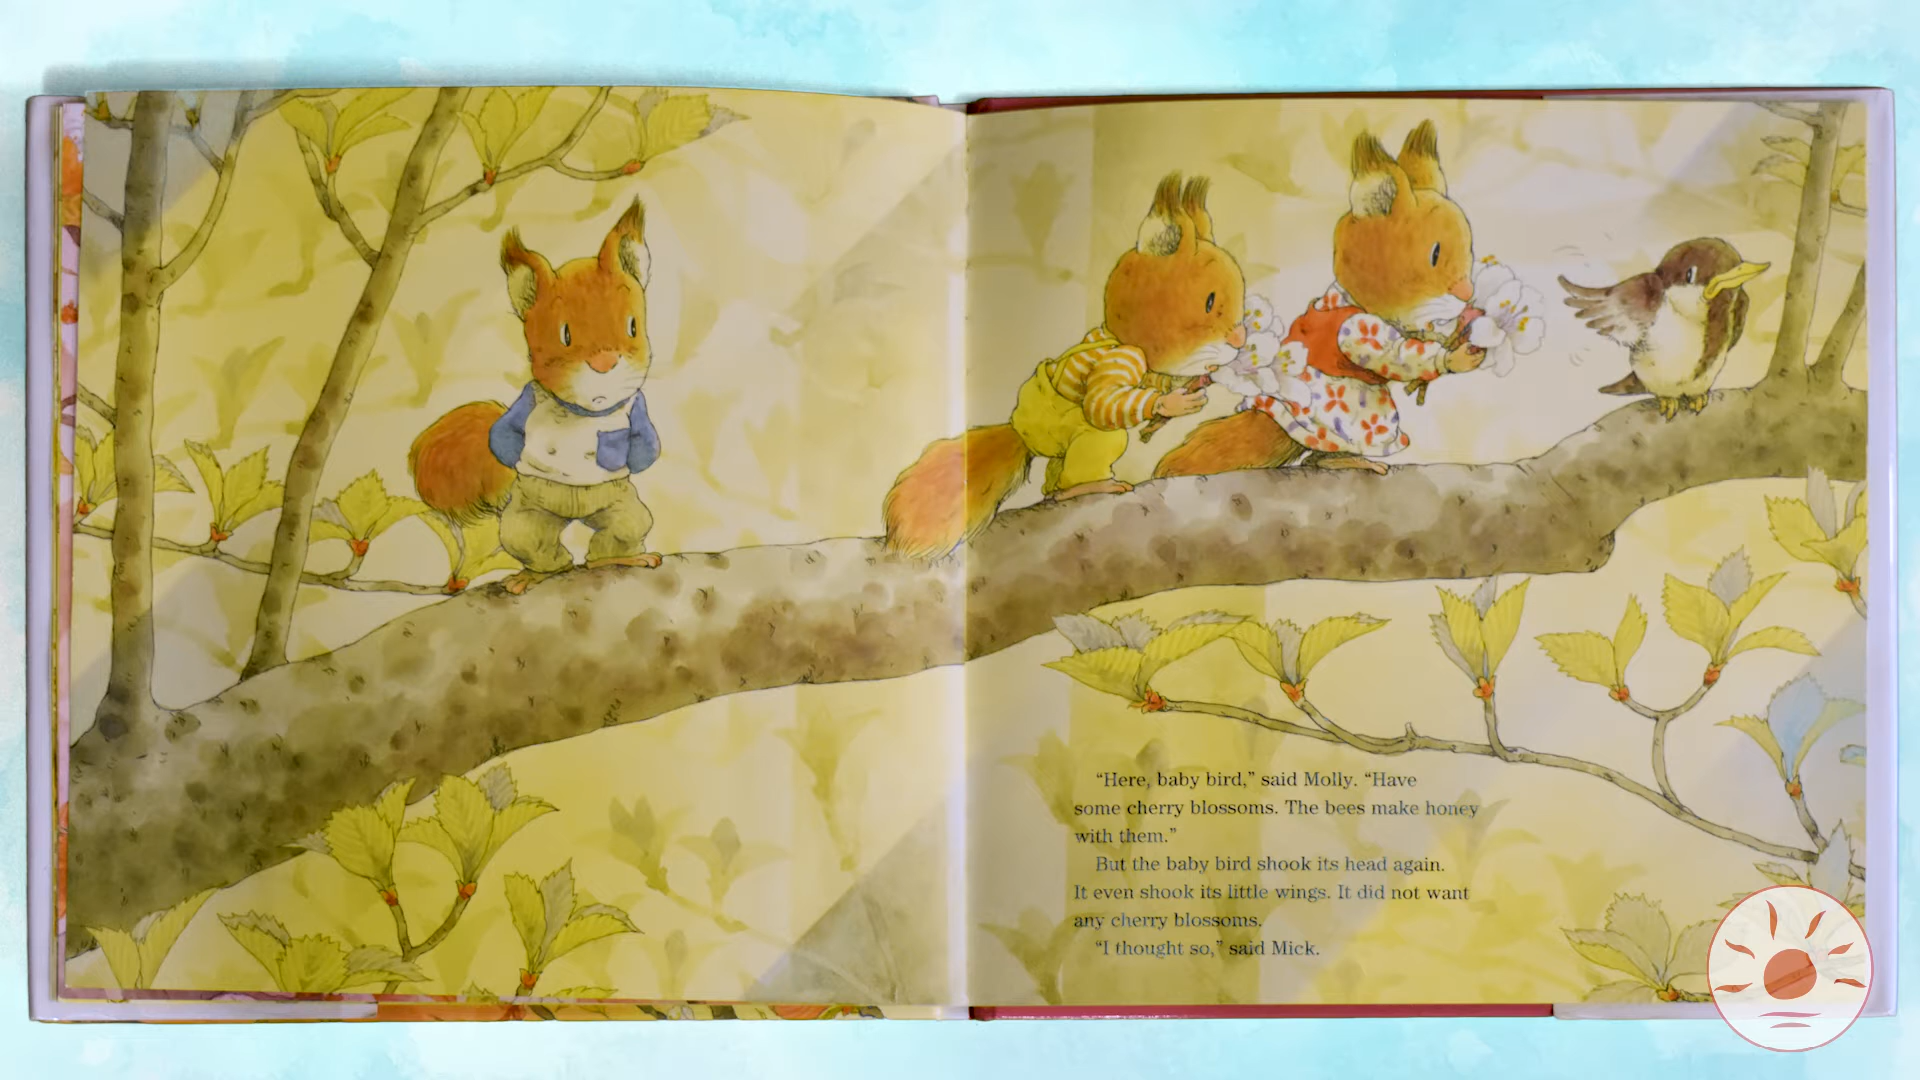 “Here, baby bird,” said Molly. “Have
some cherry blossoms. The bees make honey
with them.”
But the baby bird shook its head again.
It even shook its little wings. It did not want
any cherry blossoms.
“I thought so,” said Mick.